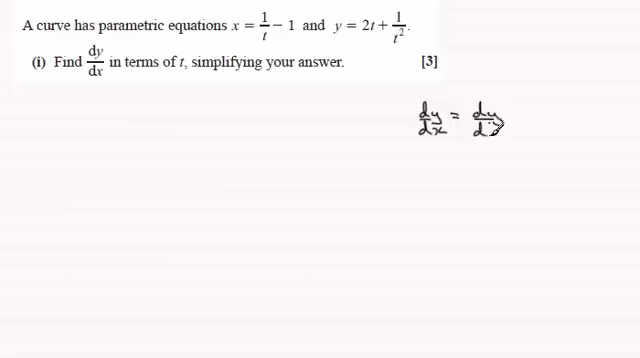 A curve has parametric equations x = 1/t − 1 and y = 2t + 1/t².
(i) Find dy/dx in terms of t, simplifying your answer. [3]
dy/dx = dy/d